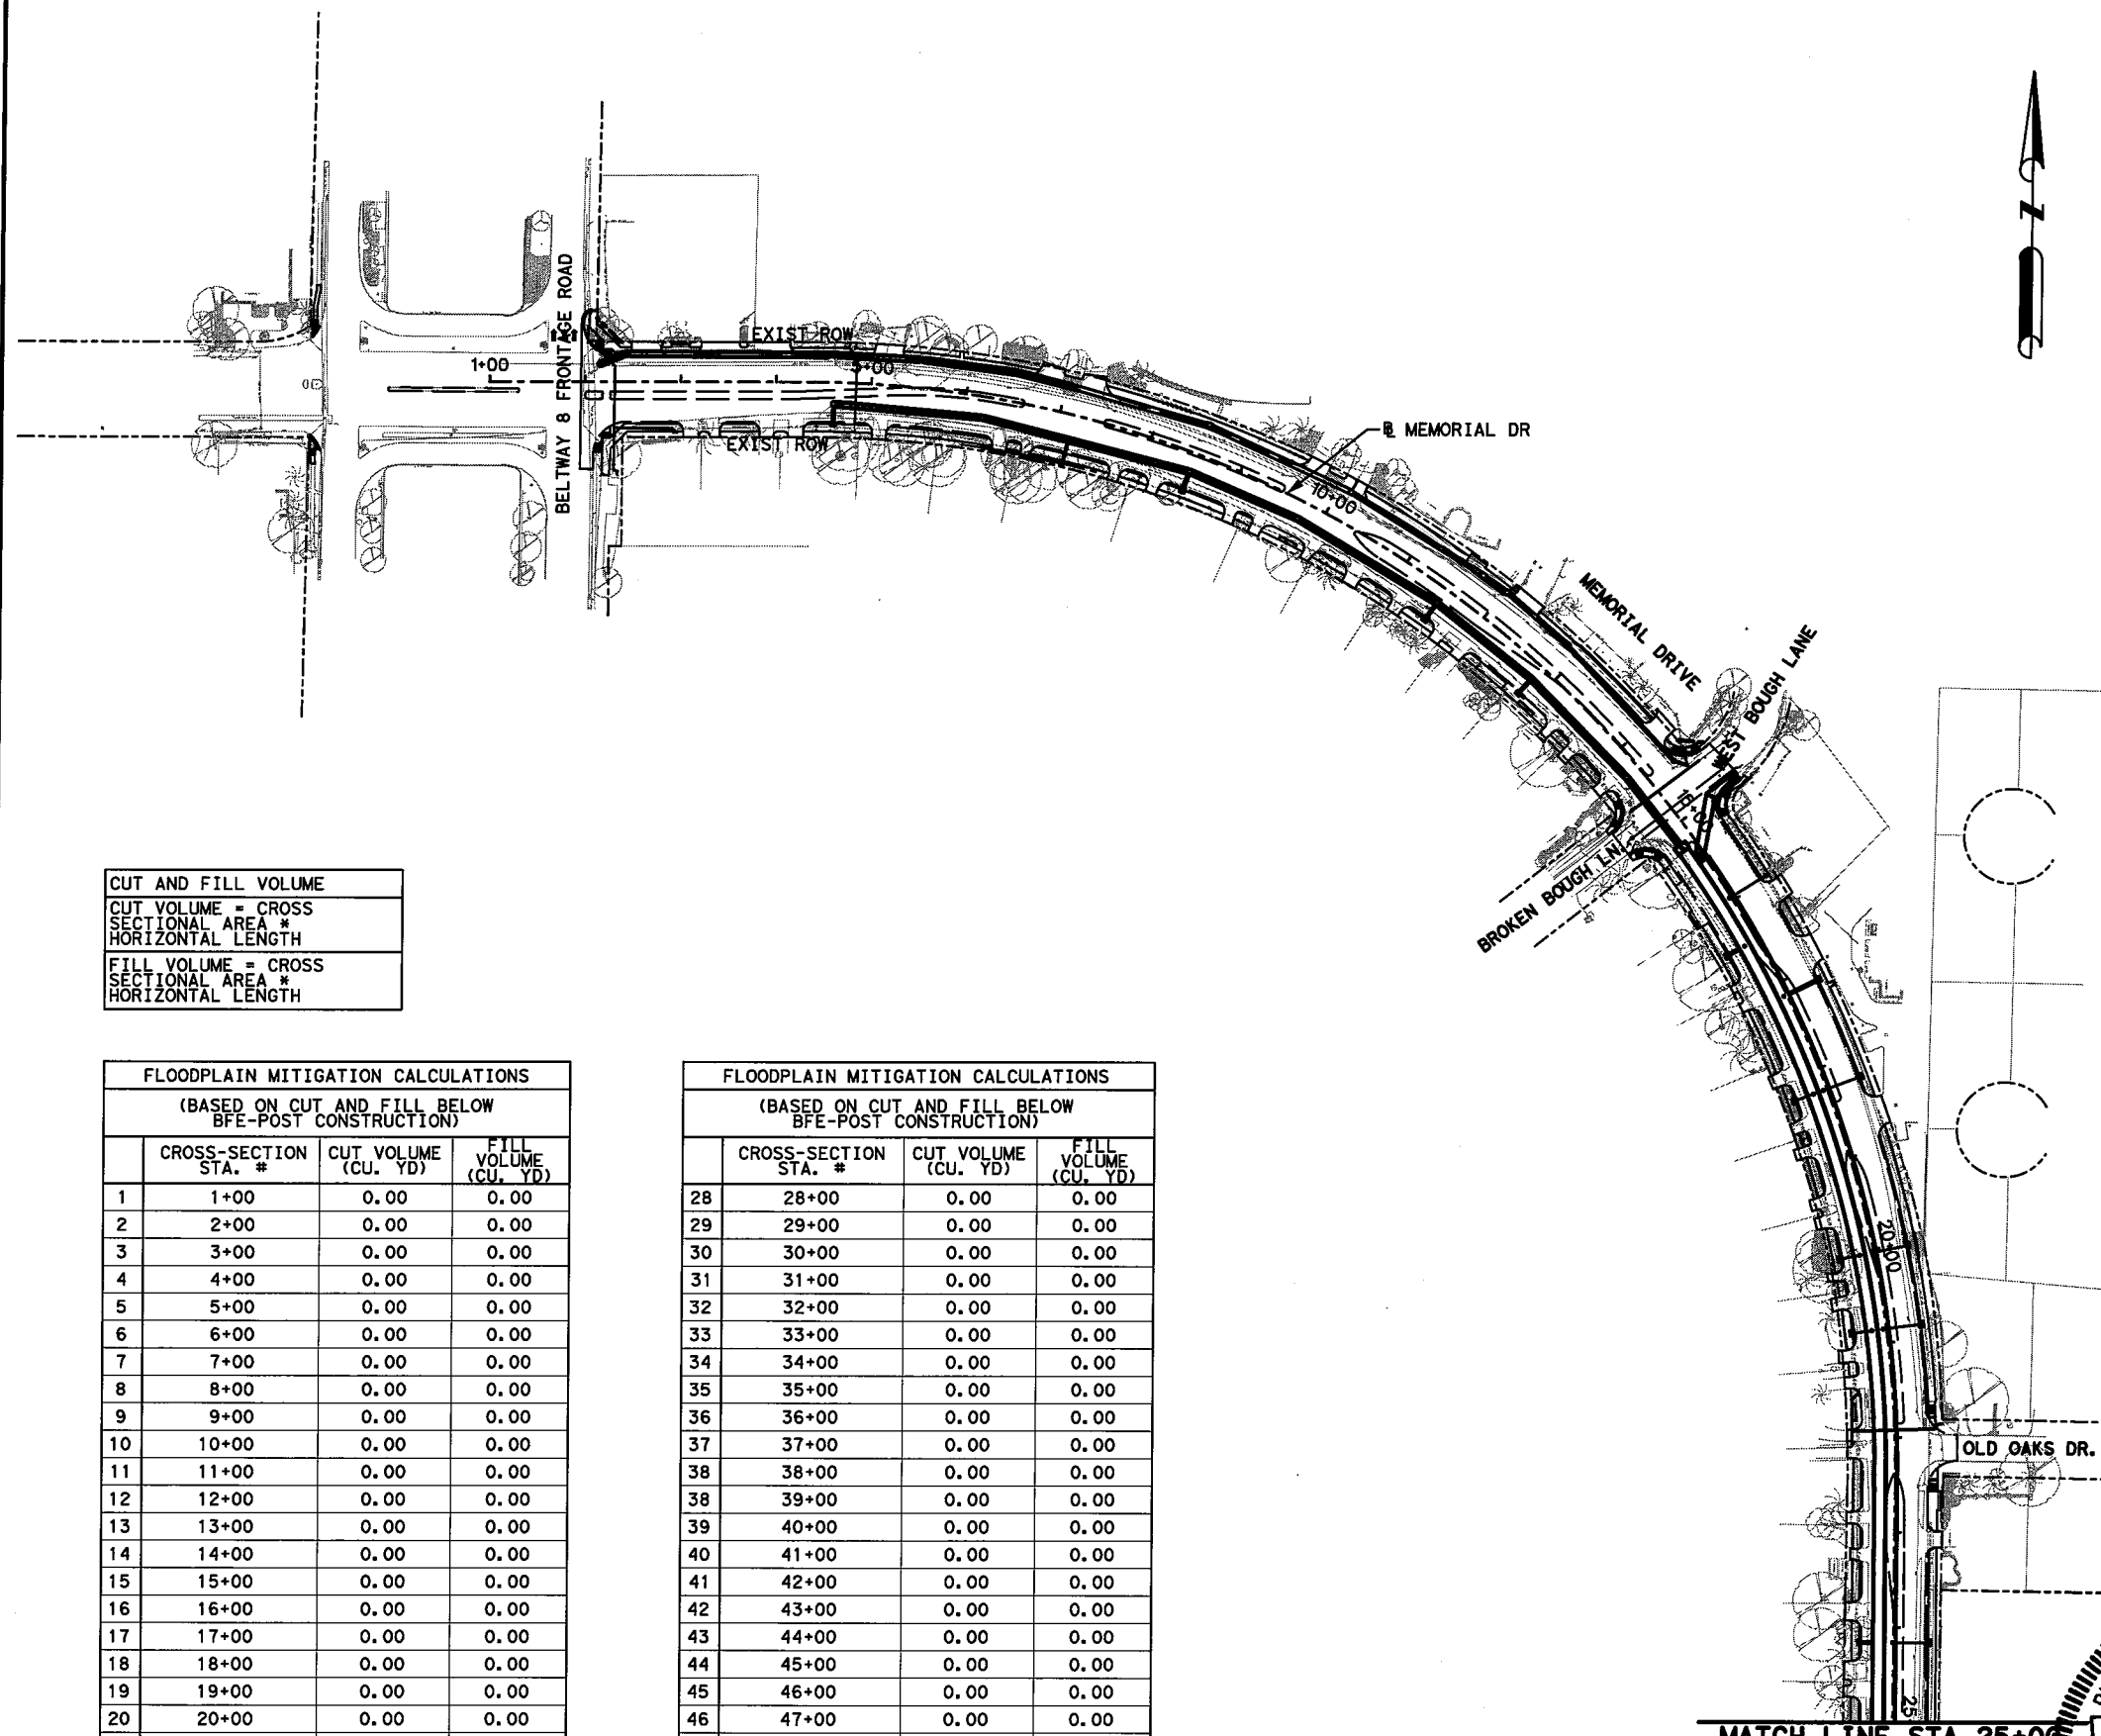 BELTWAY 8 FRONTAGE ROAD
EXIST ROW
1+00
5+00
EXIST ROW
MEMORIAL DR
10+00
MEMORIAL DRIVE
WEST BOUGH LANE
BROKEN BOUGH LN.
20+00
OLD OAKS DR.
25
MATCH LINE STA 25+00
CUT AND FILL VOLUME
CUT VOLUME = CROSS
SECTIONAL AREA *
HORIZONTAL LENGTH
FILL VOLUME = CROSS
SECTIONAL AREA *
HORIZONTAL LENGTH
FLOODPLAIN MITIGATION CALCULATIONS
(BASED ON CUT AND FILL BELOW
BFE-POST CONSTRUCTION)
CROSS-SECTION STA. # CUT VOLUME (CU. YD) FILL VOLUME (CU. YD)
1 1+00 0.00 0.00
2 2+00 0.00 0.00
3 3+00 0.00 0.00
4 4+00 0.00 0.00
5 5+00 0.00 0.00
6 6+00 0.00 0.00
7 7+00 0.00 0.00
8 8+00 0.00 0.00
9 9+00 0.00 0.00
10 10+00 0.00 0.00
11 11+00 0.00 0.00
12 12+00 0.00 0.00
13 13+00 0.00 0.00
14 14+00 0.00 0.00
15 15+00 0.00 0.00
16 16+00 0.00 0.00
17 17+00 0.00 0.00
18 18+00 0.00 0.00
19 19+00 0.00 0.00
20 20+00 0.00 0.00
FLOODPLAIN MITIGATION CALCULATIONS
(BASED ON CUT AND FILL BELOW
BFE-POST CONSTRUCTION)
CROSS-SECTION STA. # CUT VOLUME (CU. YD) FILL VOLUME (CU. YD)
28 28+00 0.00 0.00
29 29+00 0.00 0.00
30 30+00 0.00 0.00
31 31+00 0.00 0.00
32 32+00 0.00 0.00
33 33+00 0.00 0.00
34 34+00 0.00 0.00
35 35+00 0.00 0.00
36 36+00 0.00 0.00
37 37+00 0.00 0.00
38 38+00 0.00 0.00
38 39+00 0.00 0.00
39 40+00 0.00 0.00
40 41+00 0.00 0.00
41 42+00 0.00 0.00
42 43+00 0.00 0.00
43 44+00 0.00 0.00
44 45+00 0.00 0.00
45 46+00 0.00 0.00
46 47+00 0.00 0.00